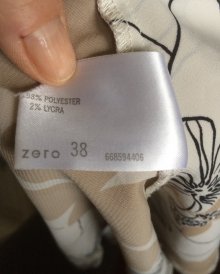 98% POLYESTER
2% LYCRA
zero 38 668594406